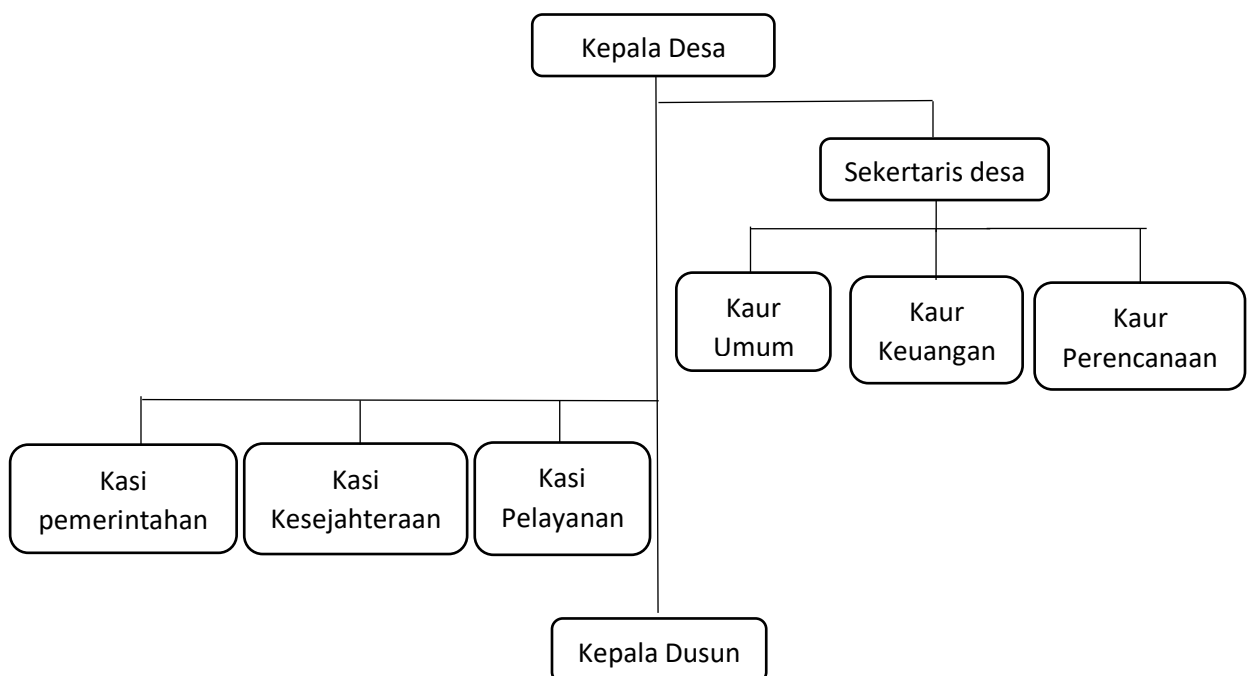 Kepala Desa
Sekertaris desa
Kaur
Umum
Kaur
Keuangan
Kaur
Perencanaan
Kasi
pemerintahan
Kasi
Kesejahteraan
Kasi
Pelayanan
Kepala Dusun